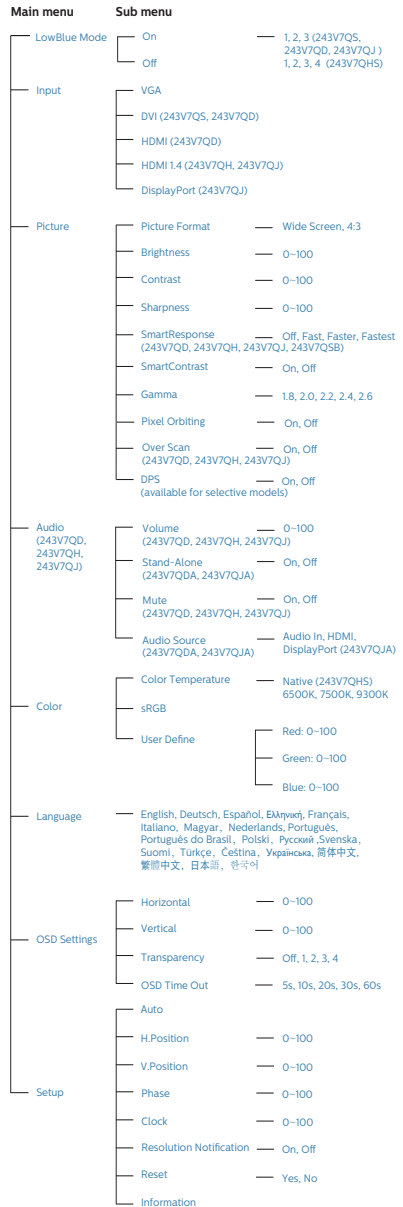 Main menu Sub menu
LowBlue Mode On 1, 2, 3 (243V7QS,
243V7QD, 243V7QJ )
Off 1, 2, 3, 4 (243V7QHS)
Input VGA
DVI (243V7QS, 243V7QD)
HDMI (243V7QD)
HDMI 1.4 (243V7QH, 243V7QJ)
DisplayPort (243V7QJ)
Picture Picture Format Wide Screen, 4:3
Brightness 0~100
Contrast 0~100
Sharpness 0~100
SmartResponse Off, Fast, Faster, Fastest
(243V7QD, 243V7QH, 243V7QJ, 243V7QSB)
SmartContrast On, Off
Gamma 1.8, 2.0, 2.2, 2.4, 2.6
Pixel Orbiting On, Off
Over Scan On, Off
(243V7QD, 243V7QH, 243V7QJ)
DPS On, Off
(available for selective models)
Audio Volume 0~100
(243V7QD, (243V7QD, 243V7QH, 243V7QJ)
243V7QH, Stand-Alone On, Off
243V7QJ) (243V7QDA, 243V7QJA)
Mute On, Off
(243V7QD, 243V7QH, 243V7QJ)
Audio Source Audio In, HDMI,
(243V7QDA, 243V7QJA) DisplayPort (243V7QJA)
Color Temperature Native (243V7QHS)
6500K, 7500K, 9300K
Color sRGB
User Define Red: 0~100
Green: 0~100
Blue: 0~100
Language English, Deutsch, Español, Ελληνική, Français,
Italiano, Magyar, Nederlands, Português,
Português do Brasil, Polski, Русский ,Svenska,
Suomi, Türkçe, Čeština, Українська, 简体中文,
繁體中文, 日本語, 한국어
Horizontal 0~100
Vertical 0~100
OSD Settings
Transparency Off, 1, 2, 3, 4
OSD Time Out 5s, 10s, 20s, 30s, 60s
Auto
H.Position 0~100
V.Position 0~100
Setup Phase 0~100
Clock 0~100
Resolution Notification On, Off
Reset Yes, No
Information